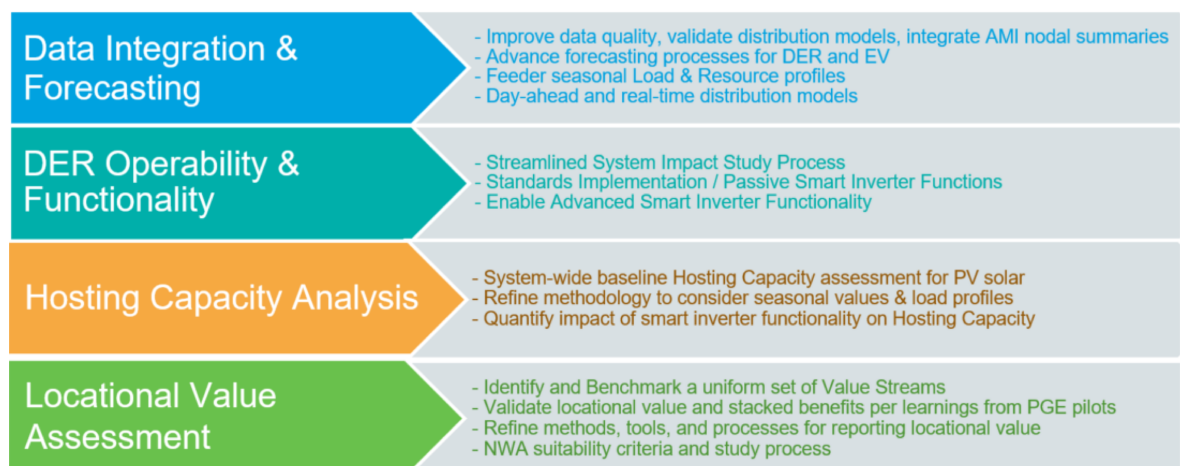 Data Integration &
Forecasting
- Improve data quality, validate distribution models, integrate AMI nodal summaries
- Advance forecasting processes for DER and EV
- Feeder seasonal Load & Resource profiles
- Day-ahead and real-time distribution models
DER Operability &
Functionality
- Streamlined System Impact Study Process
- Standards Implementation / Passive Smart Inverter Functions
- Enable Advanced Smart Inverter Functionality
Hosting Capacity Analysis
- System-wide baseline Hosting Capacity assessment for PV solar
- Refine methodology to consider seasonal values & load profiles
- Quantify impact of smart inverter functionality on Hosting Capacity
Locational Value
Assessment
- Identify and Benchmark a uniform set of Value Streams
- Validate locational value and stacked benefits per learnings from PGE pilots
- Refine methods, tools, and processes for reporting locational value
- NWA suitability criteria and study process